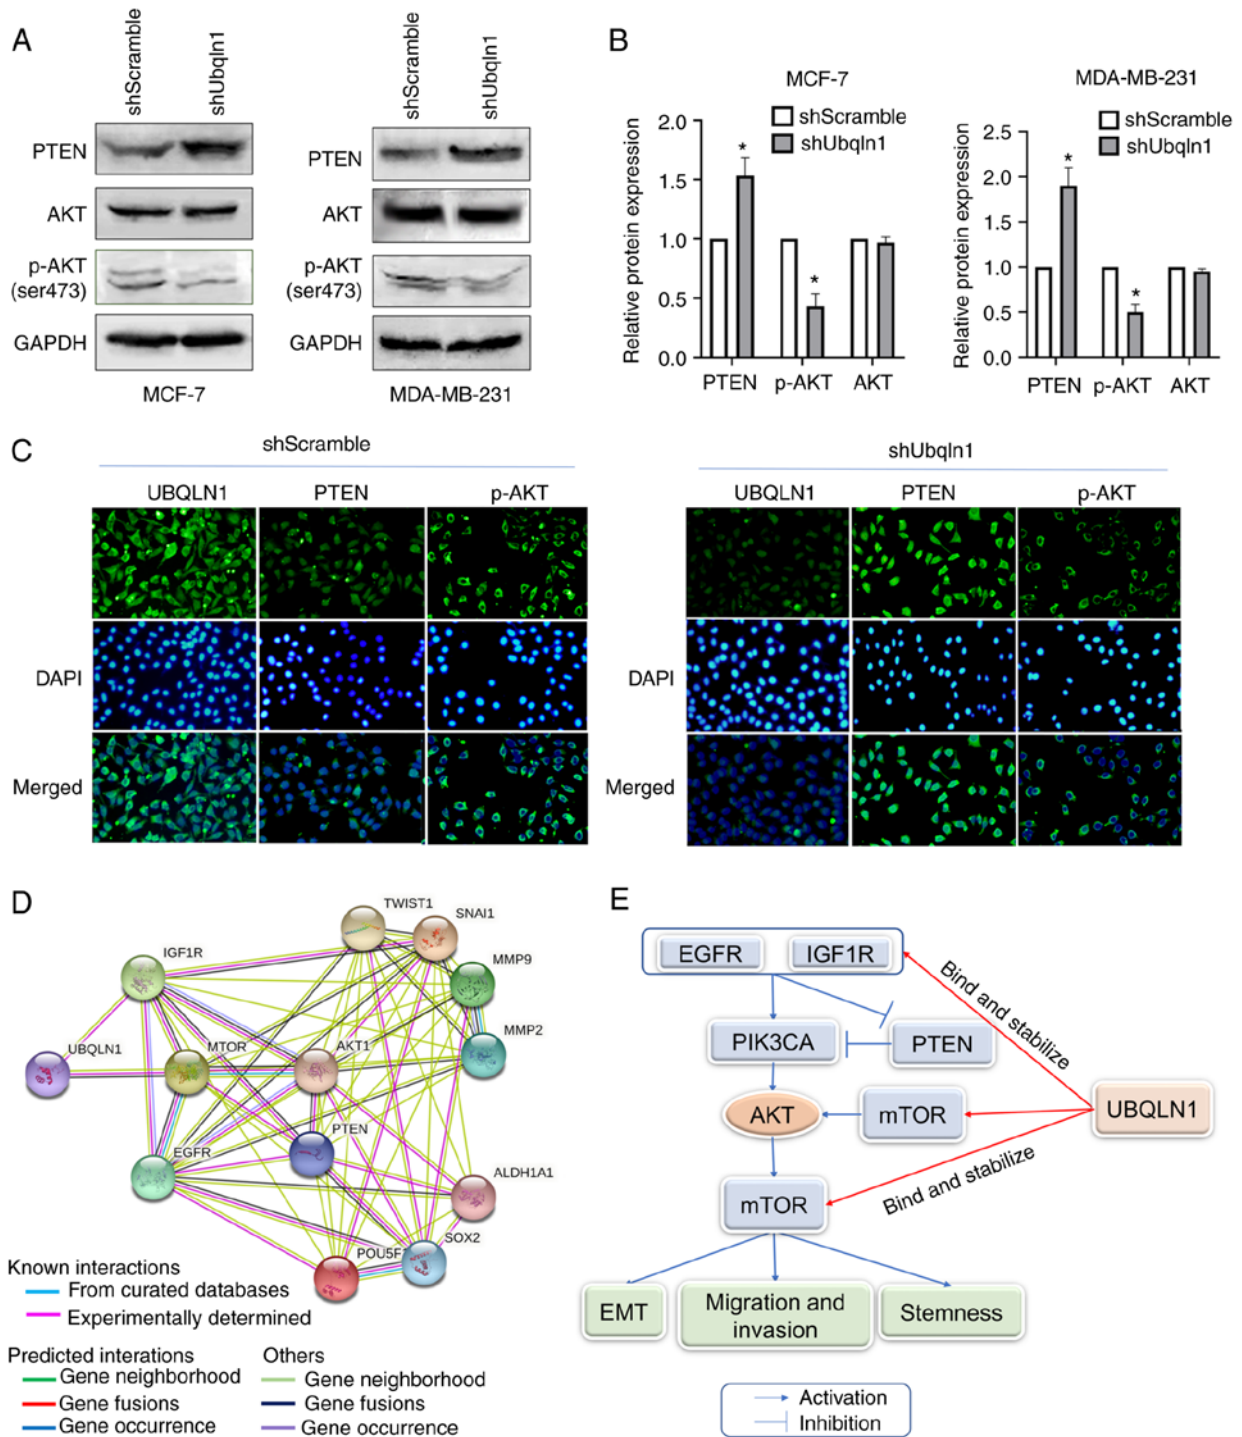 A
shScramble
shUbqln1
PTEN
AKT
p-AKT
(ser473)
GAPDH
MCF-7
shScramble
shUbqln1
PTEN
AKT
p-AKT
(ser473)
GAPDH
MDA-MB-231
B
MCF-7
shScramble
shUbqln1
Relative protein expression
2.0
1.5
1.0
0.5
0.0
*
*
PTEN p-AKT AKT
MDA-MB-231
shScramble
shUbqln1
Relative protein expression
2.5
2.0
1.5
1.0
0.5
0.0
*
*
PTEN p-AKT AKT
C
shScramble
UBQLN1 PTEN p-AKT
DAPI
Merged
shUbqln1
UBQLN1 PTEN p-AKT
DAPI
Merged
D
TWIST1
SNAI1
IGF1R
MMP9
MMP2
UBQLN1
MTOR
AKT1
PTEN
EGFR
ALDH1A1
SOX2
POU5F1
Known interactions
From curated databases
Experimentally determined
Predicted interations
Gene neighborhood
Gene fusions
Gene occurrence
Others
Gene neighborhood
Gene fusions
Gene occurrence
E
EGFR IGF1R
Bind and stabilize
PIK3CA
PTEN
AKT
mTOR
UBQLN1
Bind and stabilize
mTOR
EMT
Migration and
invasion
Stemness
Activation
Inhibition